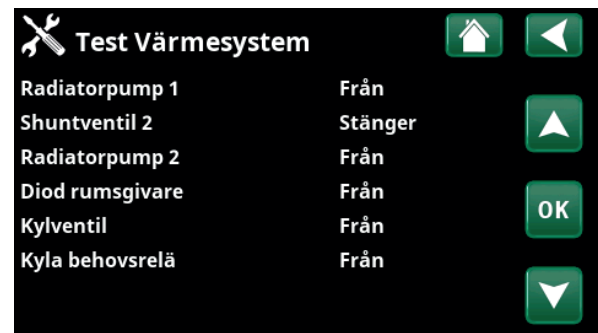 Test Värmesystem
Radiatorpump 1 Från
Shuntventil 2 Stänger
Radiatorpump 2 Från
Diod rumsgivare Från
OK
Kylventil Från
Kyla behovsrelä Från